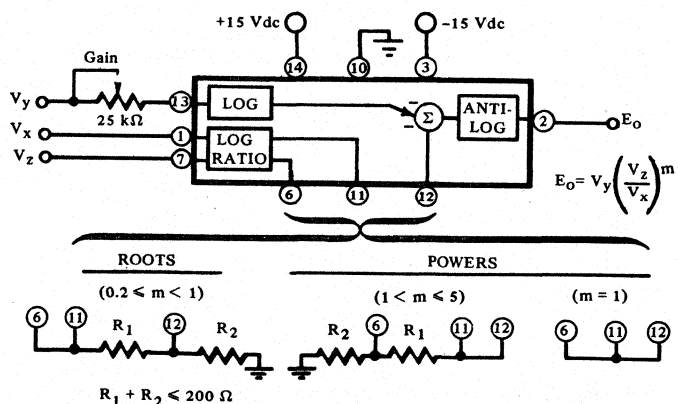 +15 Vdc
-15 Vdc
14
10
3
Gain
Vy
25 kΩ
13
LOG
Σ
ANTI-
LOG
2
Eo
Vx
1
Vz
7
LOG
RATIO
6
11
12
Eo = Vy (Vz/Vx)^m
ROOTS
POWERS
(0.2 ≤ m < 1)
(1 < m ≤ 5)
(m = 1)
6 11 R1 12 R2
R2 6 R1 11 12
6 11 12
R1 + R2 ≤ 200 Ω